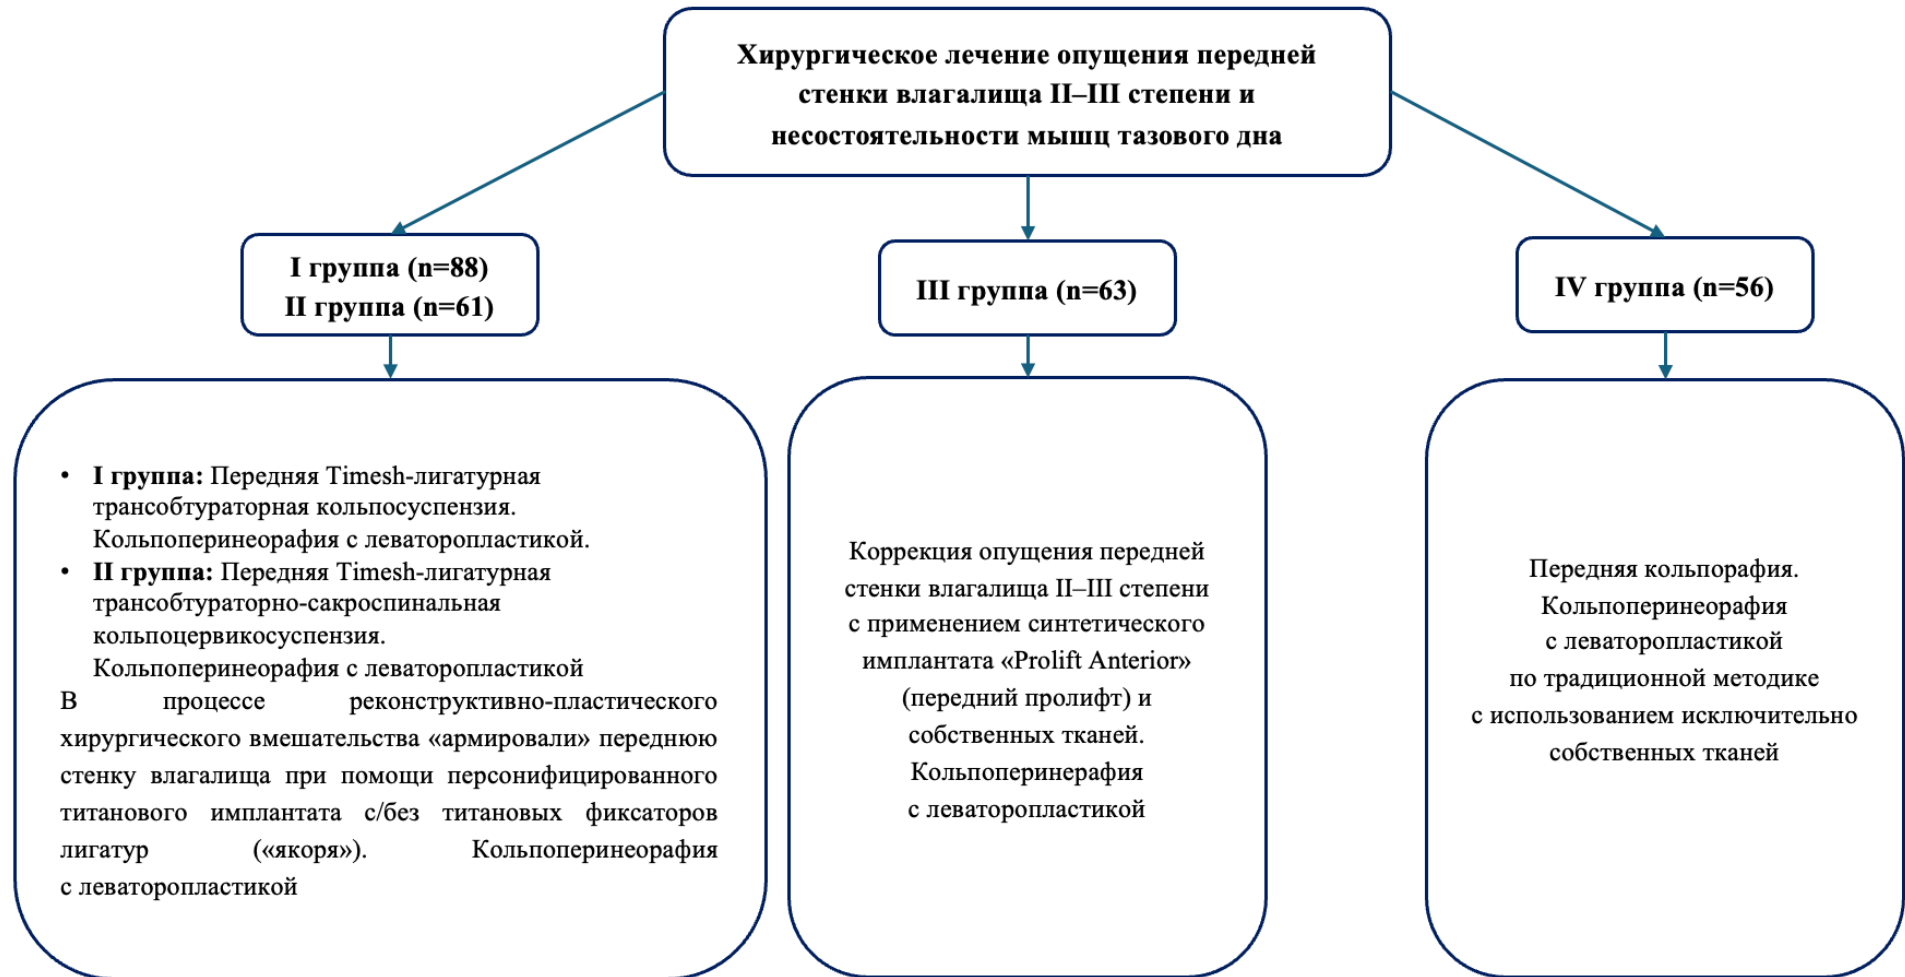 Хирургическое лечение опущения передней
стенки влагалища II–III степени и
несостоятельности мышц тазового дна
I группа (n=88)
II группа (n=61)
III группа (n=63)
IV группа (n=56)
• I группа: Передняя Timesh-лигатурная
трансобтураторная кольпосуспензия.
Кольпоперинеорафия с леваторопластикой.
• II группа: Передняя Timesh-лигатурная
трансобтураторно-сакроспинальная
кольпоцервикосуспензия.
Кольпоперинеорафия с леваторопластикой
В процессе реконструктивно-пластического
хирургического вмешательства «армировали» переднюю
стенку влагалища при помощи персонифицированного
титанового имплантата с/без титановых фиксаторов
лигатур («якоря»). Кольпоперинеорафия
с леваторопластикой
Коррекция опущения передней
стенки влагалища II–III степени
с применением синтетического
имплантата «Prolift Anterior»
(передний пролифт) и
собственных тканей.
Кольпоперинерафия
с леваторопластикой
Передняя кольпорафия.
Кольпоперинеорафия
с леваторопластикой
по традиционной методике
с использованием исключительно
собственных тканей